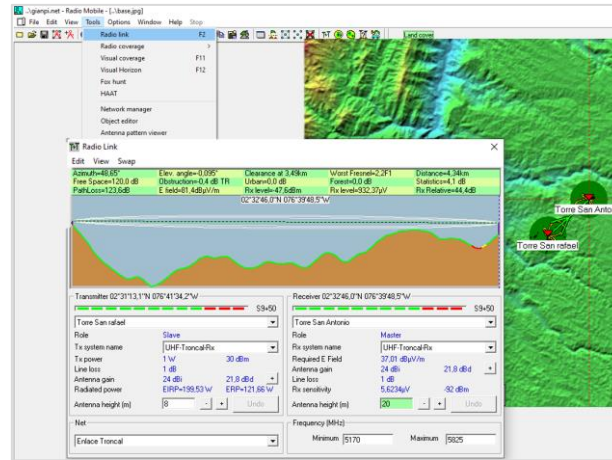 ..\gianpi.net - Radio Mobile - [..\base.jpg]
File Edit View Tools Options Window Help Stop
Radio link F2
Radio coverage
Visual coverage F11
Visual Horizon F12
Fox hunt
HAAT
Network manager
Object editor
Antenna pattern viewer
Land cover
Torre San Anto
Torre San rafael
Radio Link
Edit View Swap
Azimuth=48,65° Elev. angle=-0,095° Clearance at 3,49km Worst Fresnel=2,2F1 Distance=4,34km
Free Space=120,0 dB Obstruction=-0,4 dB TR Urban=0,0 dB Forest=0,0 dB Statistics=4,1 dB
PathLoss=123,6dB E field=81,4dBµV/m Rx level=-47,6dBm Rx level=932,37µV Rx Relative=44,4dB
02°32'46,0"N 076°39'48,5"W
Transmitter 02°31'13,1"N 076°41'34,2"W
S9+50
Torre San rafael
Role Slave
Tx system name UHF-Troncal-Rx
Tx power 1 W 30 dBm
Line loss 1 dB
Antenna gain 24 dBi 21,8 dBd +
Radiated power EIRP=199,53 W ERP=121,66 W
Antenna height (m) 8 - + Undo
Receiver 02°32'46,0"N 076°39'48,5"W
S9+50
Torre San Antonio
Role Master
Rx system name UHF-Troncal-Rx
Required E Field 37,01 dBµV/m
Antenna gain 24 dBi 21,8 dBd +
Line loss 1 dB
Rx sensitivity 5,6234µV -92 dBm
Antenna height (m) 20 - + Undo
Net
Enlace Troncal
Frequency (MHz)
Minimum 5170 Maximum 5825